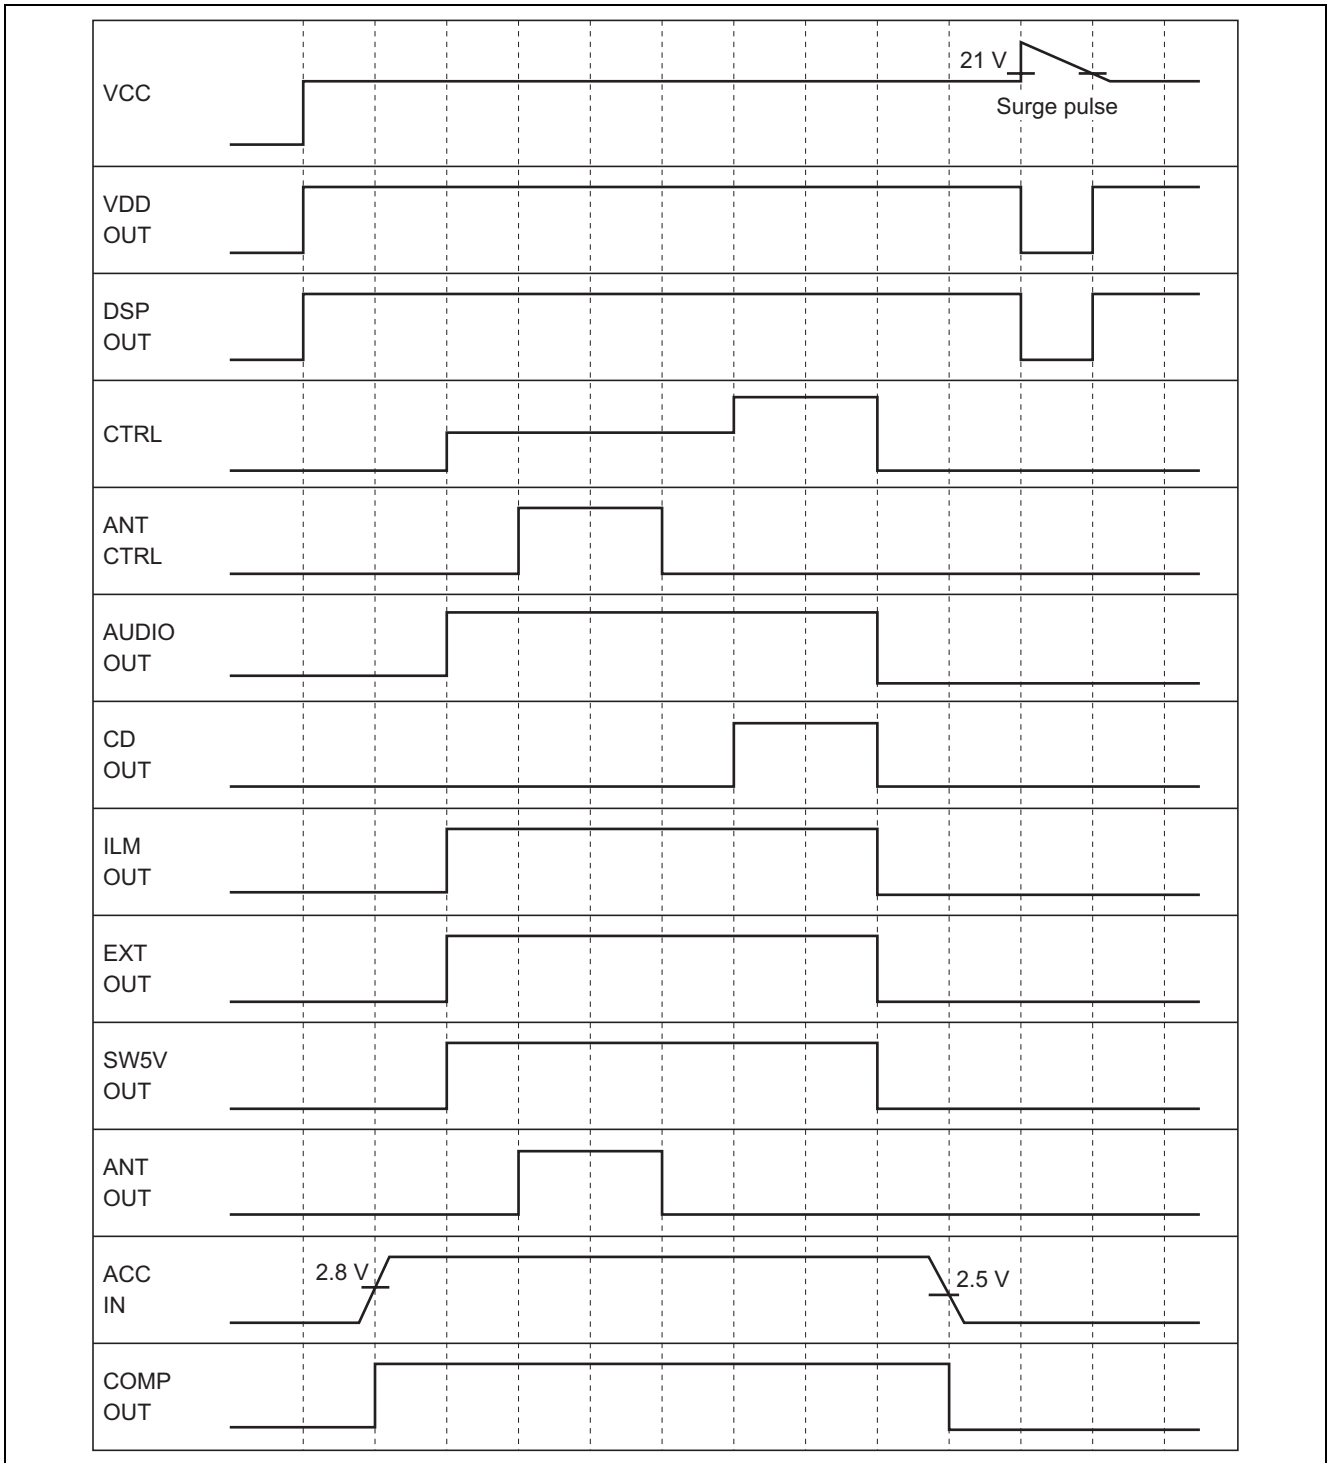 VCC
21 V
Surge pulse
VDD
OUT
DSP
OUT
CTRL
ANT
CTRL
AUDIO
OUT
CD
OUT
ILM
OUT
EXT
OUT
SW5V
OUT
ANT
OUT
ACC
IN
2.8 V
2.5 V
COMP
OUT